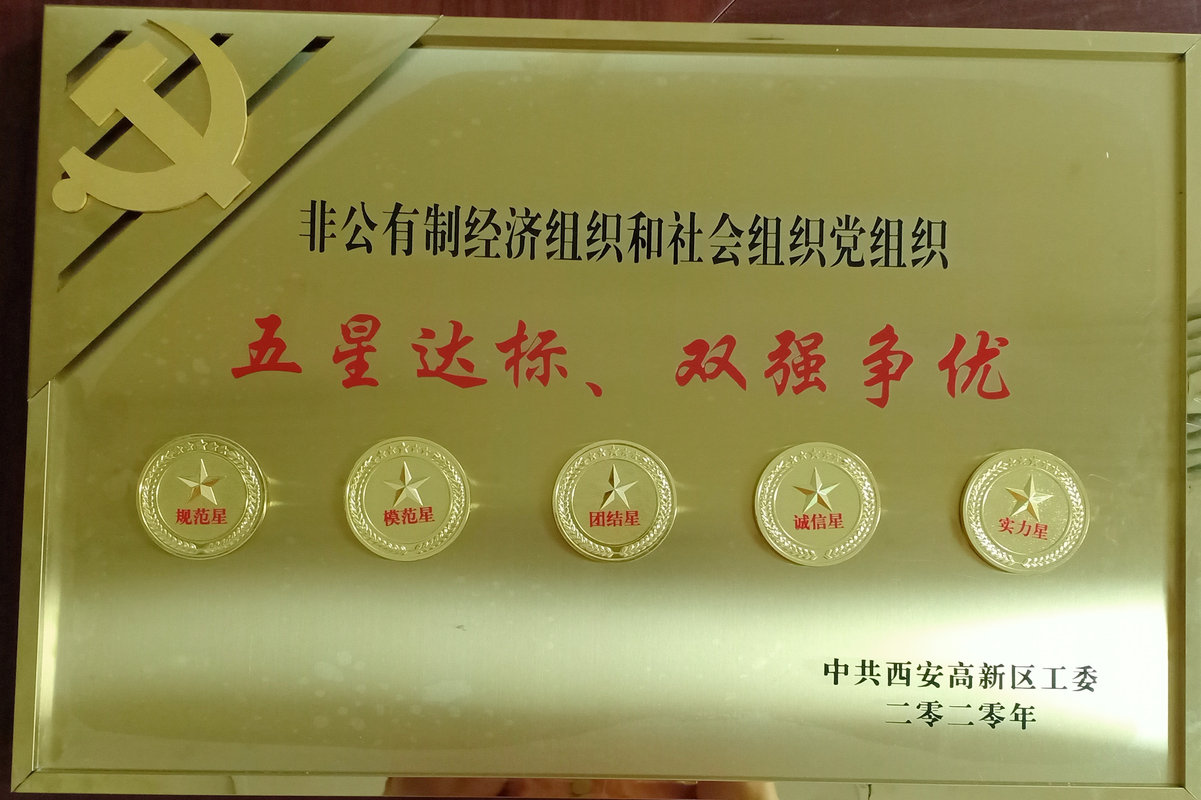 非公有制经济组织和社会组织党组织
五星达标、双强争优
规范星 模范星 团结星 诚信星 实力星
中共西安高新区工委
二零二零年